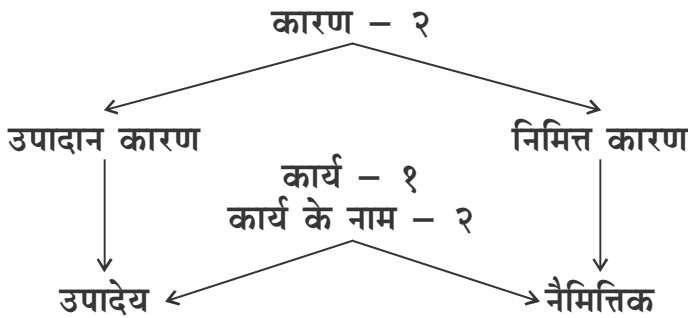 कारण – २
उपादान कारण निमित्त कारण
कार्य – १
कार्य के नाम – २
उपादेय नैमित्तिक